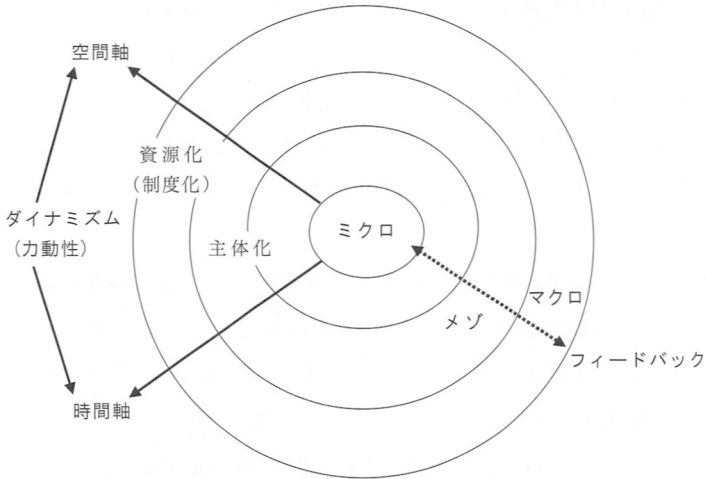 空間軸
資源化
（制度化）
ダイナミズム
（力動性）
ミクロ
主体化
マクロ
メゾ
フィードバック
時間軸